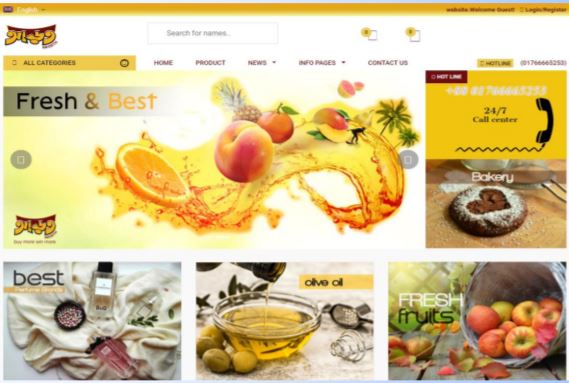 English
website.Welcome Guest!
Login/Register
আড়ত
Search for names..
0
0
ALL CATEGORIES
HOME
PRODUCT
NEWS
INFO PAGES
CONTACT US
HOTLINE
(01766665253)
Fresh & Best
আড়ত
Buy more win more
HOT LINE
+88 01766665253
24/7
Call center
Bakery
best
Perfume Brands
olive oil
FRESH
fruits